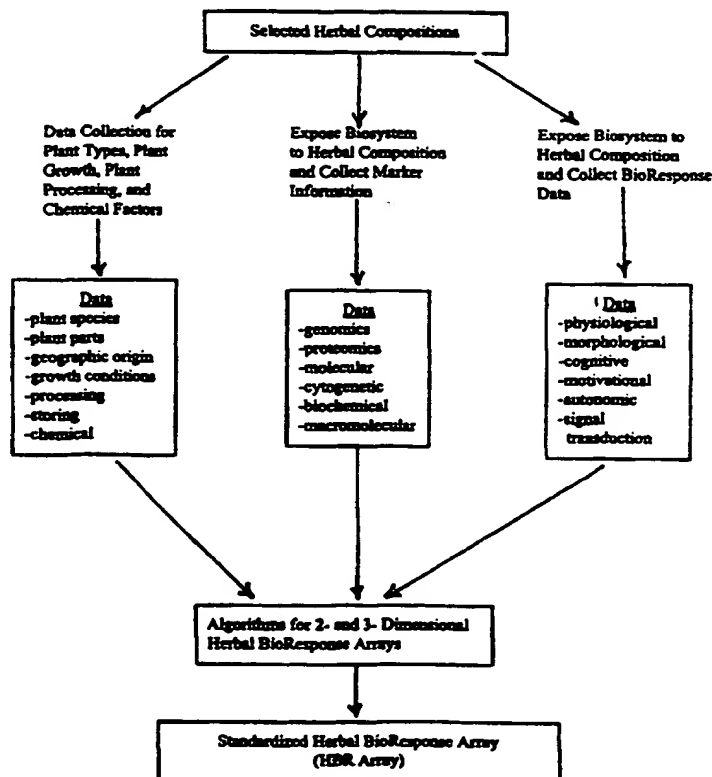 Selected Herbal Compositions
Data Collection for
Plant Types, Plant
Growth, Plant
Processing, and
Chemical Factors
Expose Biosystem
to Herbal Composition
and Collect Marker
Information
Expose Biosystem to
Herbal Composition
and Collect BioResponse
Data
Data
-plant species
-plant parts
-geographic origin
-growth conditions
-processing
-storing
-chemical
Data
-genomics
-proteomics
-molecular
-cytogenetic
-biochemical
-macromolecular
Data
-physiological
-morphological
-cognitive
-motivational
-autonomic
-signal
transduction
Algorithms for 2- and 3- Dimensional
Herbal BioResponse Arrays
Standardized Herbal BioResponse Array
(HBR Array)